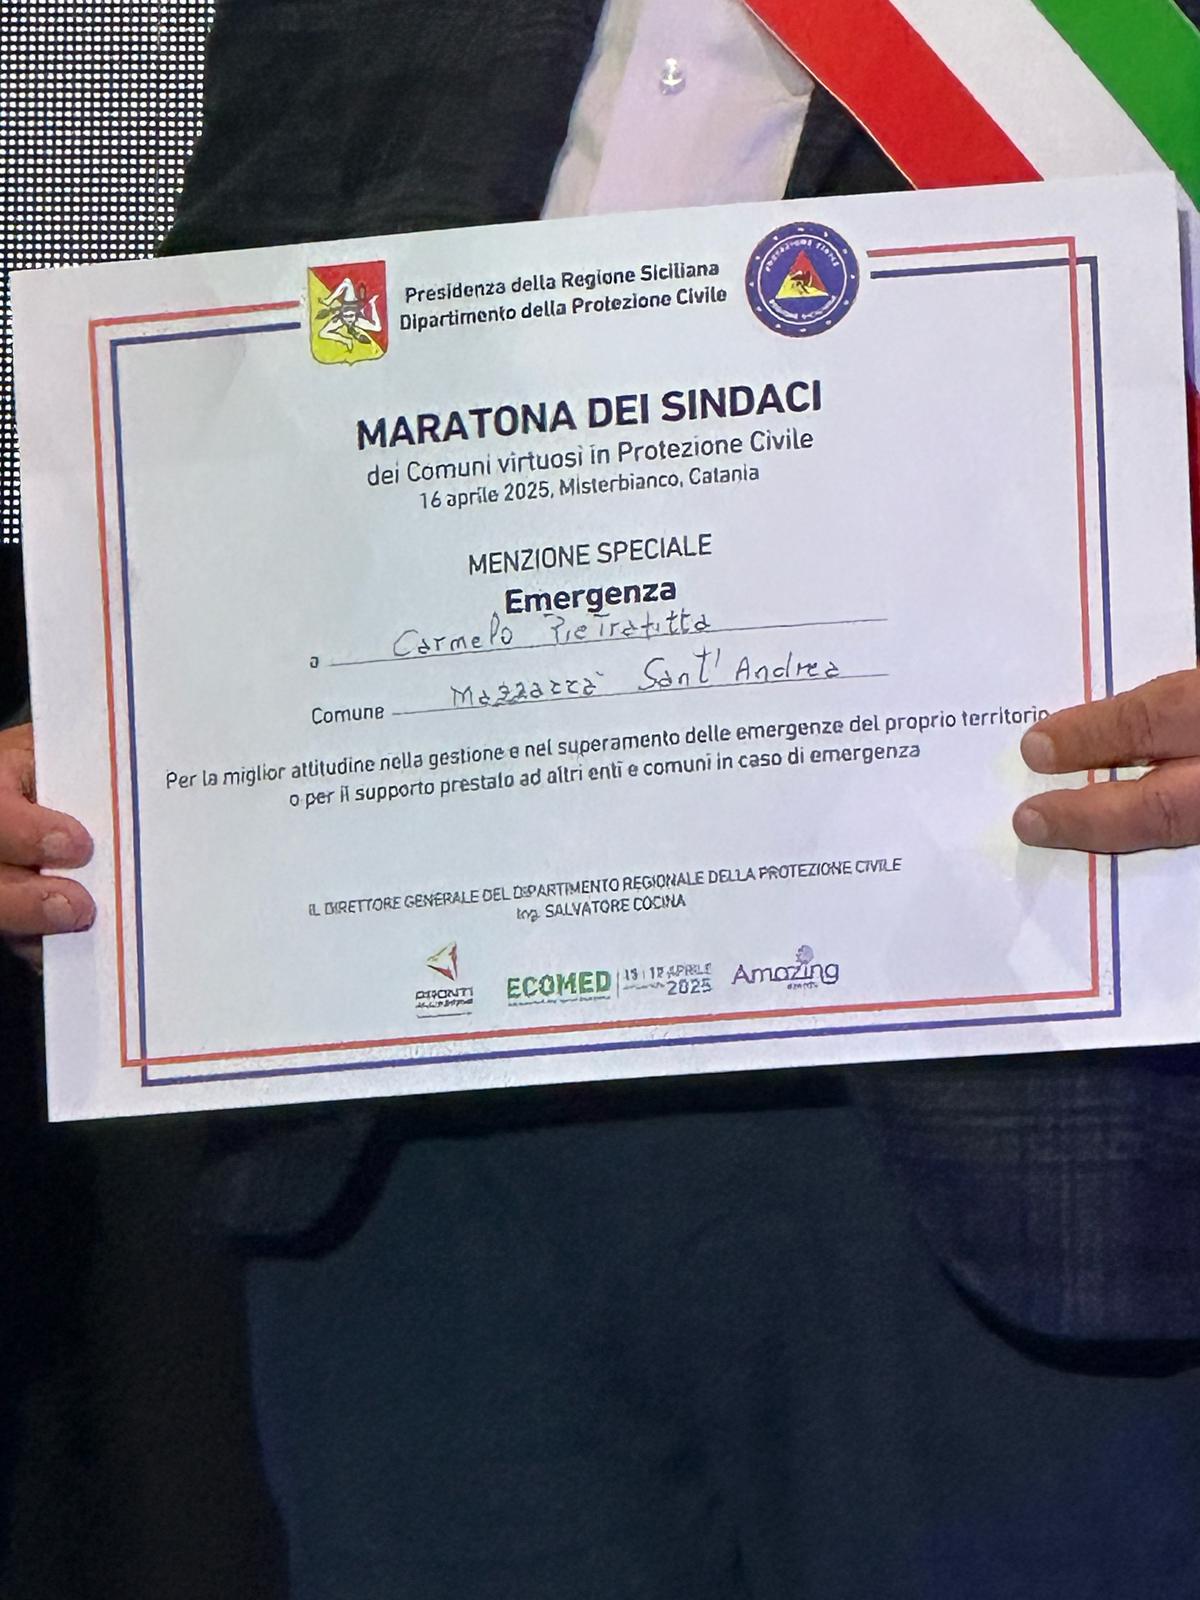 Presidenza della Regione Siciliana
Dipartimento della Protezione Civile
MARATONA DEI SINDACI
dei Comuni virtuosi in Protezione Civile
16 aprile 2025, Misterbianco, Catania
MENZIONE SPECIALE
Emergenza
a Carmelo Pietrafitta
Comune Mazzarrà Sant' Andrea
Per la miglior attitudine nella gestione e nel superamento delle emergenze del proprio territorio
o per il supporto prestato ad altri enti e comuni in caso di emergenza
IL DIRETTORE GENERALE DEL DIPARTIMENTO REGIONALE DELLA PROTEZIONE CIVILE
Ing. SALVATORE COCINA
ECOMED APRILE 2025 Amazing